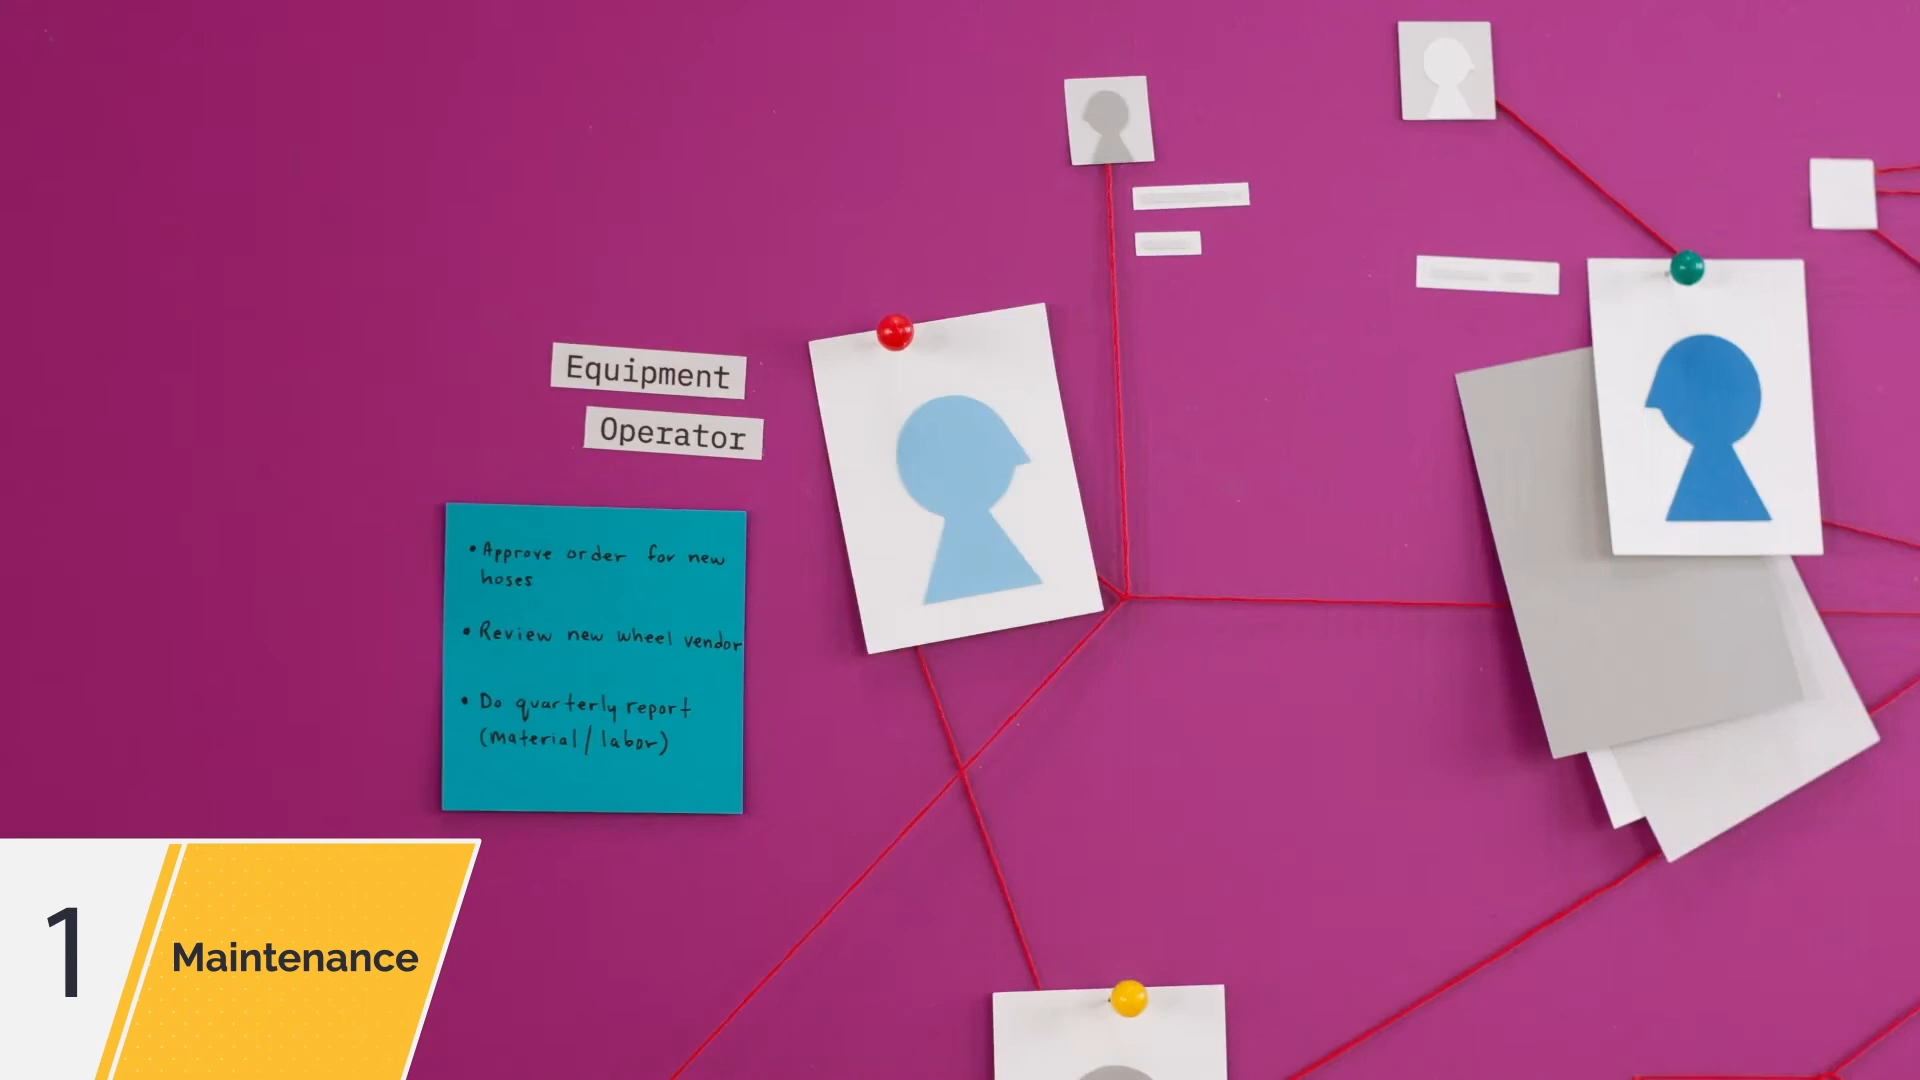 Equipment
Operator
• Approve order for new
hoses
• Review new wheel vendor
• Do quarterly report
(material/labor)
1
Maintenance